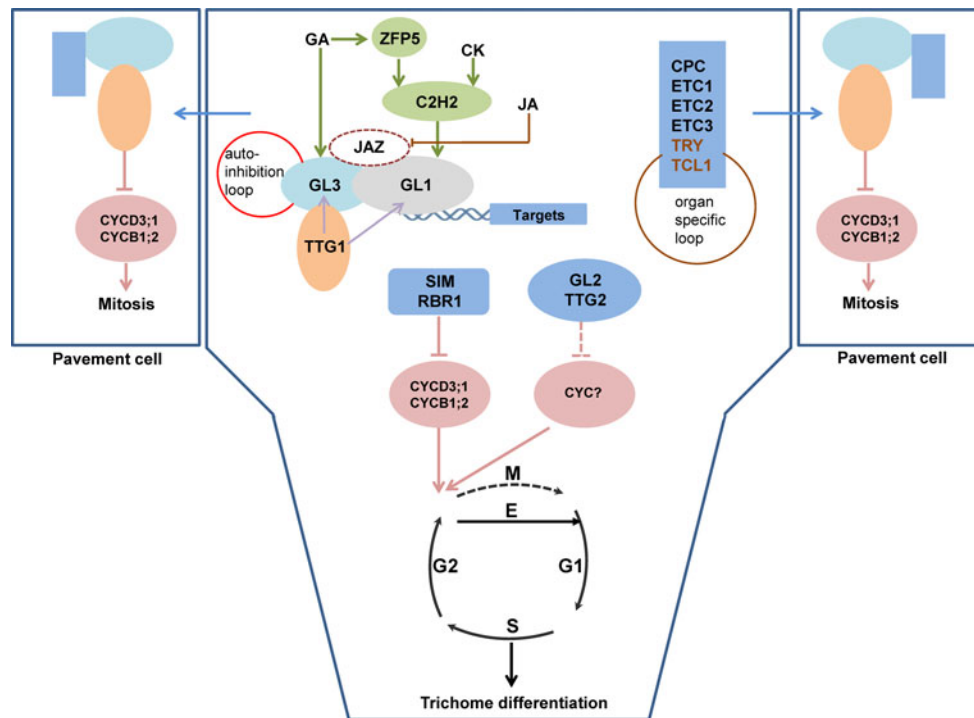 GA
ZFP5
CK
C2H2
JA
JAZ
auto-
inhibition
loop
GL3
GL1
Targets
TTG1
CPC
ETC1
ETC2
ETC3
TRY
TCL1
organ
specific
loop
CYCD3;1
CYCB1;2
Mitosis
Pavement cell
SIM
RBR1
GL2
TTG2
CYCD3;1
CYCB1;2
CYC?
CYCD3;1
CYCB1;2
Mitosis
Pavement cell
M
E
G2
G1
S
Trichome differentiation